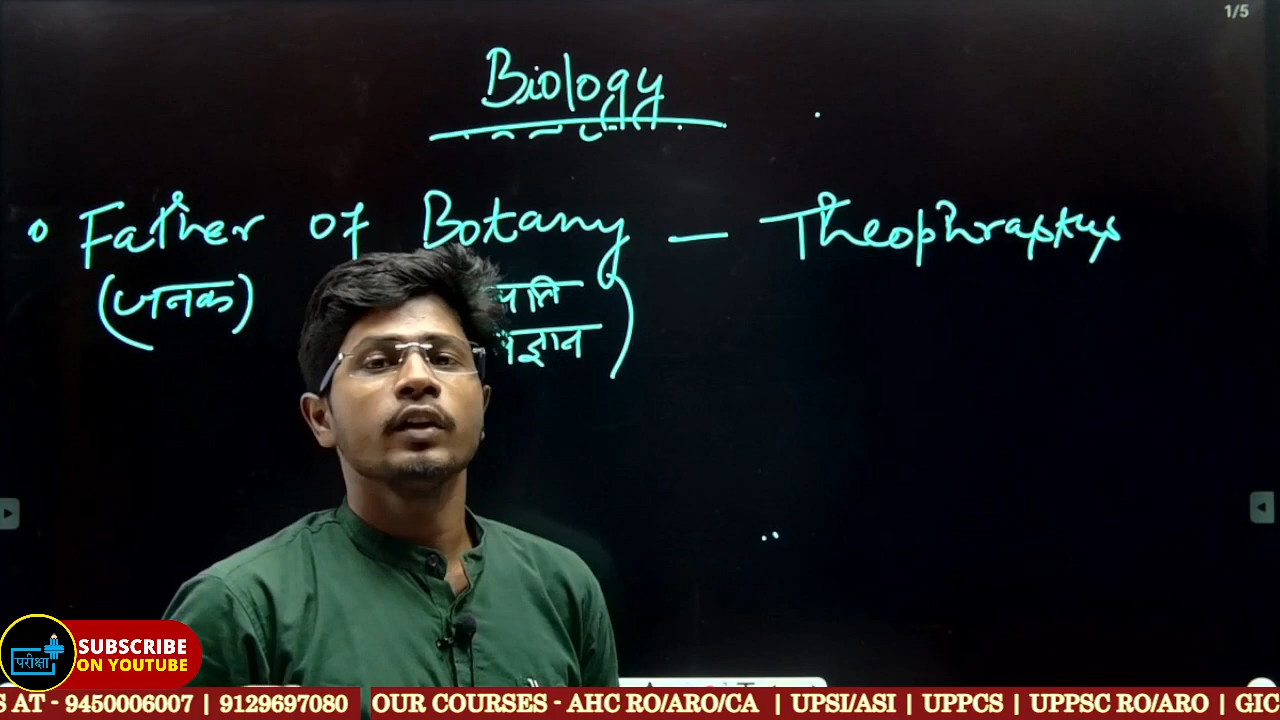 1/5
Biology
Father of Botany — Theophrastus
(जनक)
पति
ज्ञान)
परीक्षा
SUBSCRIBE
ON YOUTUBE
S AT - 9450006007 | 9129697080 | OUR COURSES - AHC RO/ARO/CA | UPSI/ASI | UPPCS | UPPSC RO/ARO | GIC